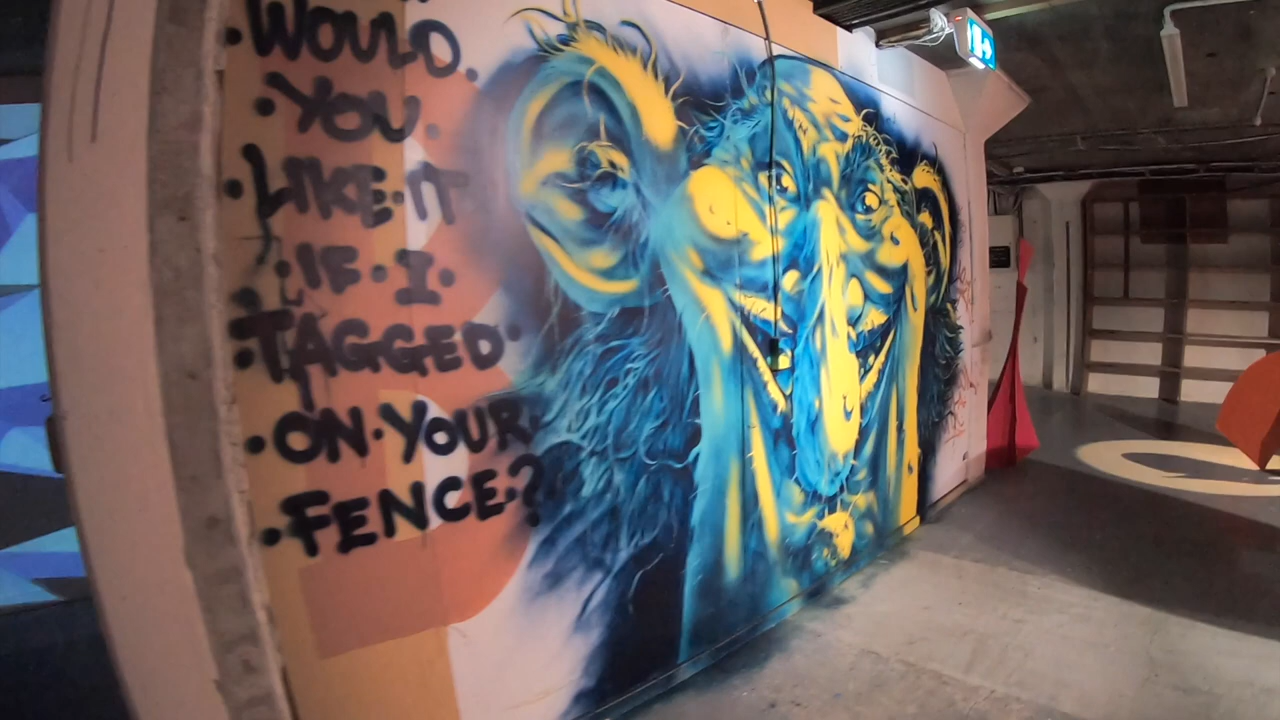 WOULD.
.YOU.
.LIKE.IT
.IF.I.
.TAGGED.
.ON.YOUR.
.FENCE.?